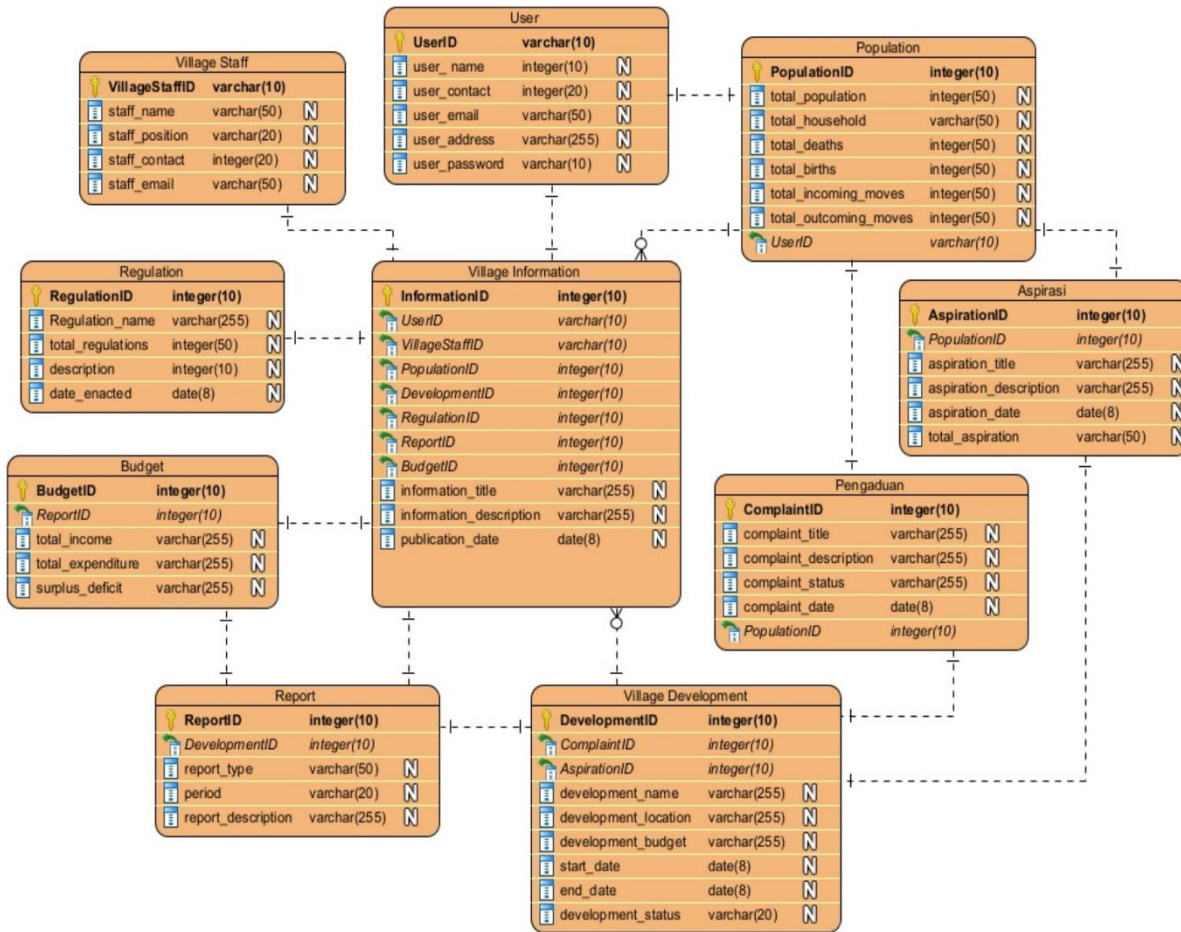 User
UserID varchar(10)
user_ name integer(10) N
user_contact integer(20) N
user_email varchar(50) N
user_address varchar(255) N
user_password varchar(10) N
Village Staff
VillageStaffID varchar(10)
staff_name varchar(50) N
staff_position varchar(20) N
staff_contact integer(20) N
staff_email varchar(50) N
Population
PopulationID integer(10)
total_population integer(50) N
total_household varchar(50) N
total_deaths integer(50) N
total_births integer(50) N
total_incoming_moves integer(50) N
total_outcoming_moves integer(50) N
UserID varchar(10)
Regulation
RegulationID integer(10)
Regulation_name varchar(255) N
total_regulations integer(50) N
description integer(10) N
date_enacted date(8) N
Village Information
InformationID integer(10)
UserID varchar(10)
VillageStaffID varchar(10)
PopulationID integer(10)
DevelopmentID integer(10)
RegulationID integer(10)
ReportID integer(10)
BudgetID integer(10)
information_title varchar(255) N
information_description varchar(255) N
publication_date date(8) N
Aspirasi
AspirationID integer(10)
PopulationID integer(10)
aspiration_title varchar(255) N
aspiration_description varchar(255) N
aspiration_date date(8) N
total_aspiration varchar(50) N
Budget
BudgetID integer(10)
ReportID integer(10)
total_income varchar(255) N
total_expenditure varchar(255) N
surplus_deficit varchar(255) N
Pengaduan
ComplaintID integer(10)
complaint_title varchar(255) N
complaint_description varchar(255) N
complaint_status varchar(255) N
complaint_date date(8) N
PopulationID integer(10)
Report
ReportID integer(10)
DevelopmentID integer(10)
report_type varchar(50) N
period varchar(20) N
report_description varchar(255) N
Village Development
DevelopmentID integer(10)
ComplaintID integer(10)
AspirationID integer(10)
development_name varchar(255) N
development_location varchar(255) N
development_budget varchar(255) N
start_date date(8) N
end_date date(8) N
development_status varchar(20) N